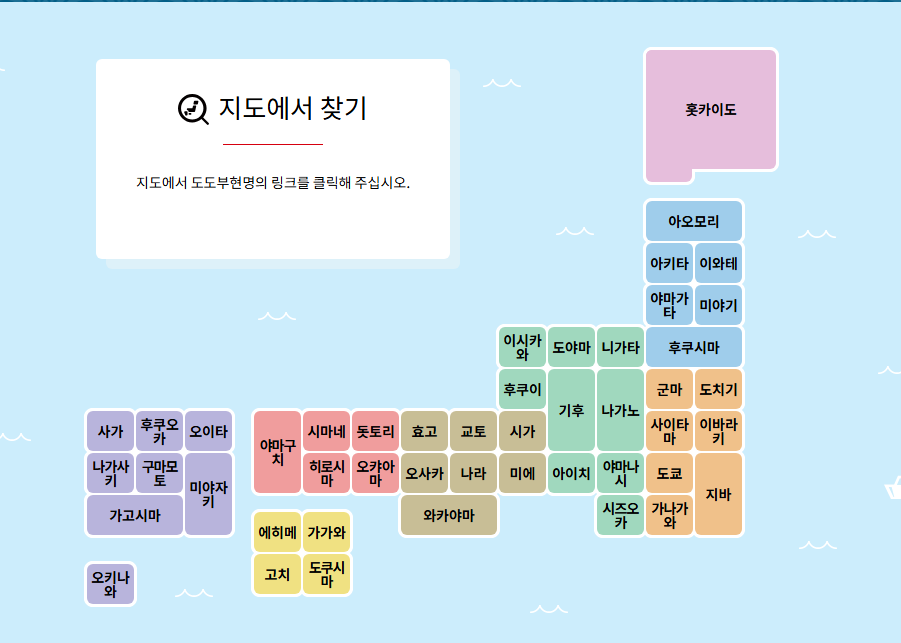 지도에서 찾기
지도에서 도도부현명의 링크를 클릭해 주십시오.
홋카이도
아오모리
아키타
이와테
야마가
타
미야기
이시카
와
도야마
니가타
후쿠시마
후쿠이
기후
나가노
군마
도치기
사가
후쿠오
카
오이타
야마구
치
시마네
돗토리
효고
교토
시가
사이타
마
이바라
키
나가사
키
구마모
토
미야자
키
히로시
마
오캬아
마
오사카
나라
미에
아이치
야마나
시
도쿄
지바
가고시마
와카야마
시즈오
카
가나가
와
에히메
가가와
고치
도쿠시
마
오키나
와